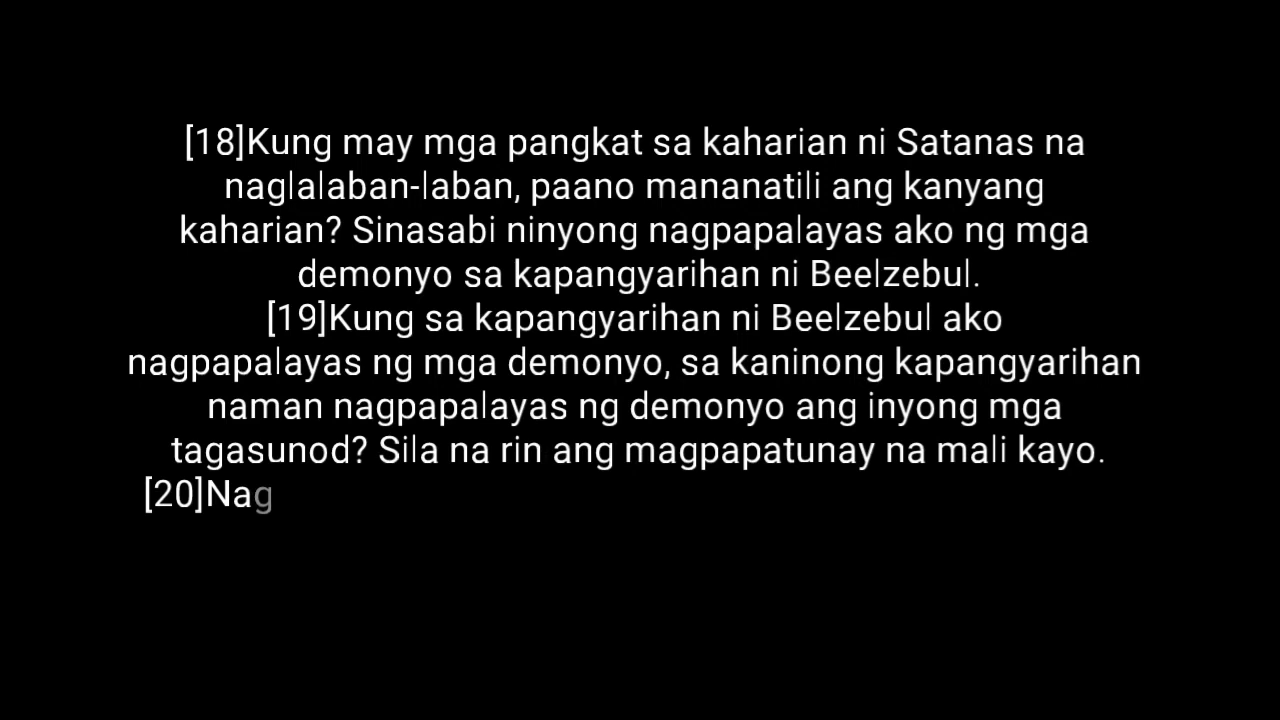 [18]Kung may mga pangkat sa kaharian ni Satanas na
naglalaban-laban, paano mananatili ang kanyang
kaharian? Sinasabi ninyong nagpapalayas ako ng mga
demonyo sa kapangyarihan ni Beelzebul.
[19]Kung sa kapangyarihan ni Beelzebul ako
nagpapalayas ng mga demonyo, sa kaninong kapangyarihan
naman nagpapalayas ng demonyo ang inyong mga
tagasunod? Sila na rin ang magpapatunay na mali kayo.
[20]Nag